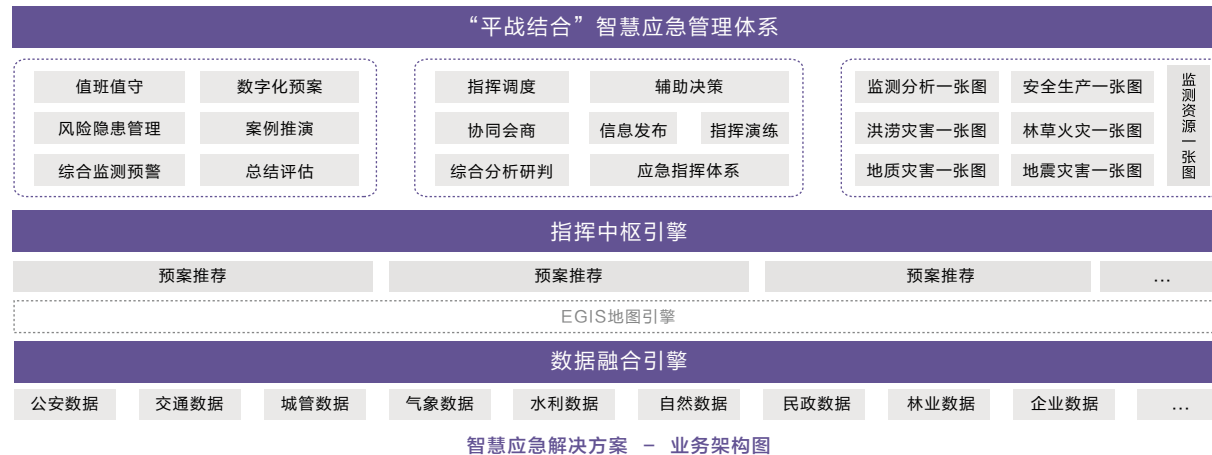 “平战结合”智慧应急管理体系
值班值守 数字化预案
风险隐患管理 案例推演
综合监测预警 总结评估
指挥调度 辅助决策
协同会商 信息发布 指挥演练
综合分析研判 应急指挥体系
监测分析一张图 安全生产一张图
洪涝灾害一张图 林草火灾一张图
地质灾害一张图 地震灾害一张图
监测资源一张图
指挥中枢引擎
预案推荐 预案推荐 预案推荐 ...
EGIS地图引擎
数据融合引擎
公安数据 交通数据 城管数据 气象数据 水利数据 自然数据 民政数据 林业数据 企业数据 ...
智慧应急解决方案 - 业务架构图